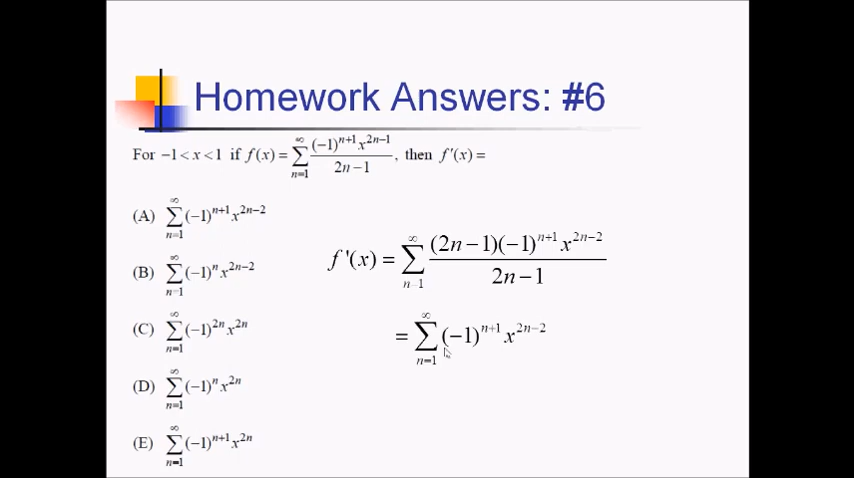 Homework Answers: #6
For −1 < x < 1 if f(x) = ∑_{n=1}^{∞} (−1)^{n+1} x^{2n−1} / (2n−1), then f′(x) =
(A) ∑_{n=1}^{∞} (−1)^{n+1} x^{2n−2}
(B) ∑_{n=1}^{∞} (−1)^{n} x^{2n−2}
(C) ∑_{n=1}^{∞} (−1)^{2n} x^{2n}
(D) ∑_{n=1}^{∞} (−1)^{n} x^{2n}
(E) ∑_{n=1}^{∞} (−1)^{n+1} x^{2n}
f '(x) = ∑_{n=1}^{∞} (2n−1)(−1)^{n+1} x^{2n−2} / (2n−1)
= ∑_{n=1}^{∞} (−1)^{n+1} x^{2n−2}